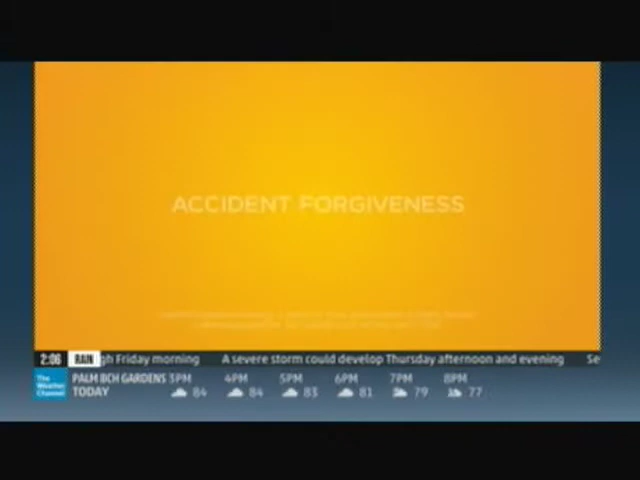 ACCIDENT FORGIVENESS
2:06 RAIN gh Friday morning A severe storm could develop Thursday afternoon and evening Se
The Weather Channel
PALM BCH GARDENS 3PM 4PM 5PM 6PM 7PM 8PM
TODAY 84 84 83 81 79 77